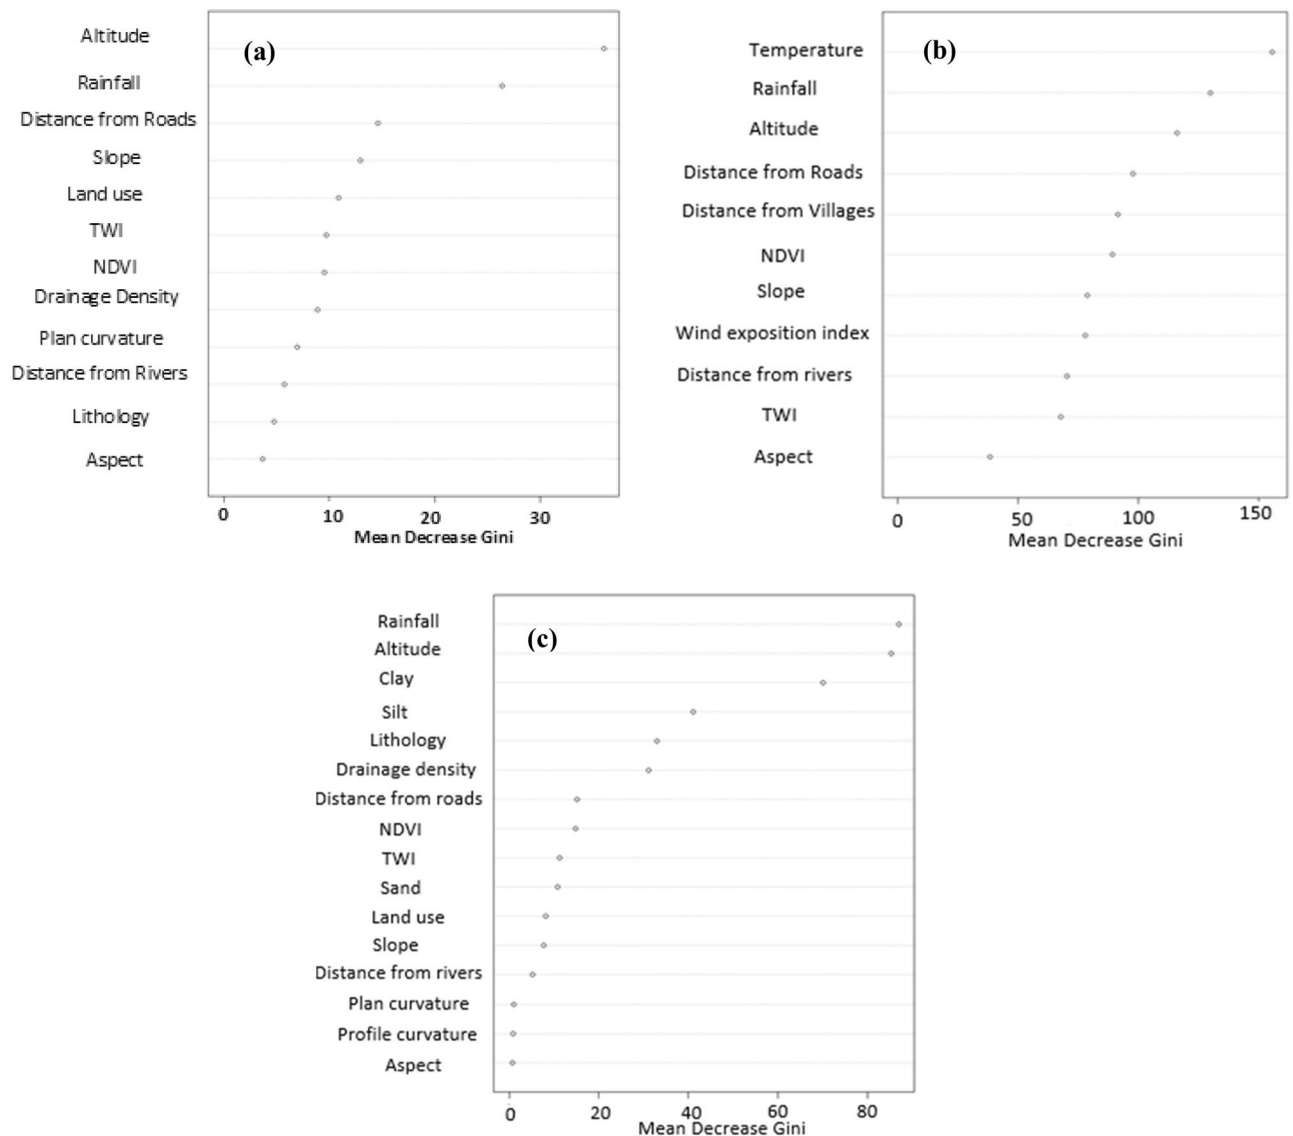 (a)
Altitude
Rainfall
Distance from Roads
Slope
Land use
TWI
NDVI
Drainage Density
Plan curvature
Distance from Rivers
Lithology
Aspect
0 10 20 30
Mean Decrease Gini
(b)
Temperature
Rainfall
Altitude
Distance from Roads
Distance from Villages
NDVI
Slope
Wind exposition index
Distance from rivers
TWI
Aspect
0 50 100 150
Mean Decrease Gini
(c)
Rainfall
Altitude
Clay
Silt
Lithology
Drainage density
Distance from roads
NDVI
TWI
Sand
Land use
Slope
Distance from rivers
Plan curvature
Profile curvature
Aspect
0 20 40 60 80
Mean Decrease Gini